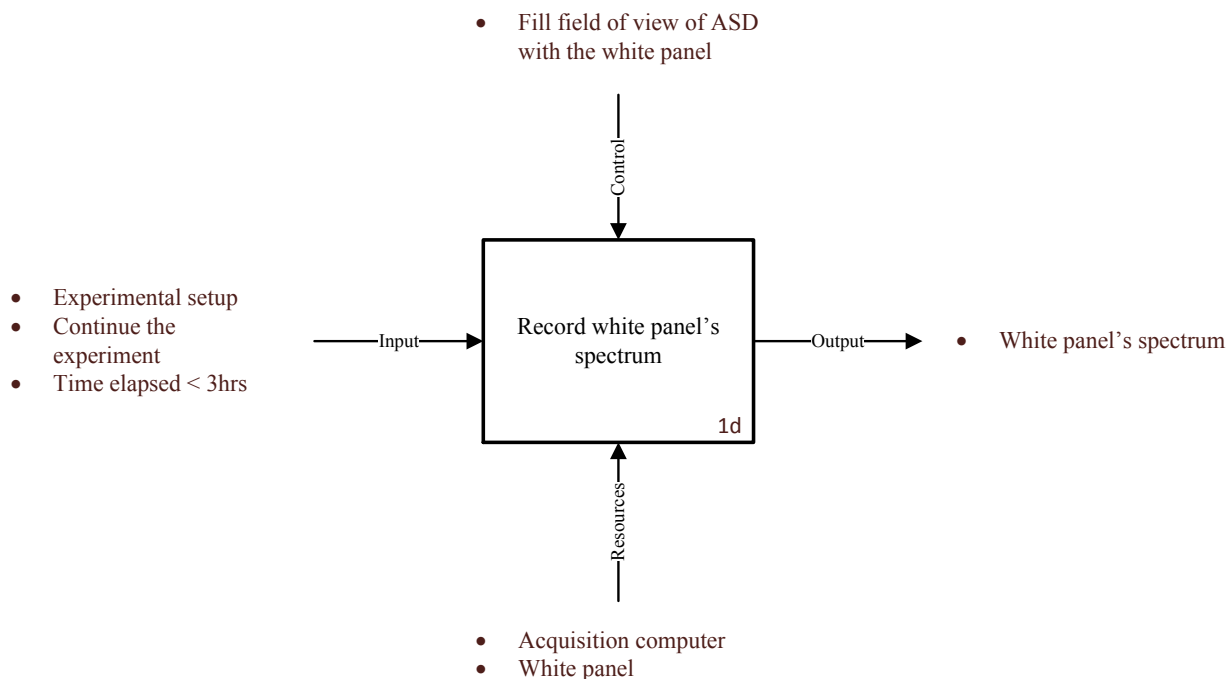 • Fill field of view of ASD
with the white panel
Control
• Experimental setup
• Continue the
experiment
• Time elapsed < 3hrs
Input
Record white panel’s
spectrum
1d
Output
• White panel’s spectrum
Resources
• Acquisition computer
• White panel